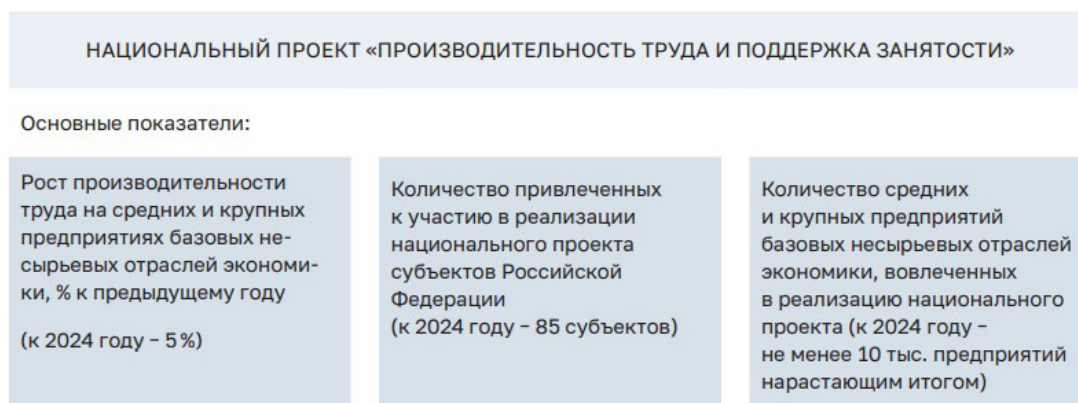 НАЦИОНАЛЬНЫЙ ПРОЕКТ «ПРОИЗВОДИТЕЛЬНОСТЬ ТРУДА И ПОДДЕРЖКА ЗАНЯТОСТИ»
Основные показатели:
Рост производительности
труда на средних и крупных
предприятиях базовых не-
сырьевых отраслей экономи-
ки, % к предыдущему году
(к 2024 году – 5 %)
Количество привлеченных
к участию в реализации
национального проекта
субъектов Российской
Федерации
(к 2024 году – 85 субъектов)
Количество средних
и крупных предприятий
базовых несырьевых отраслей
экономики, вовлеченных
в реализацию национального
проекта (к 2024 году –
не менее 10 тыс. предприятий
нарастающим итогом)